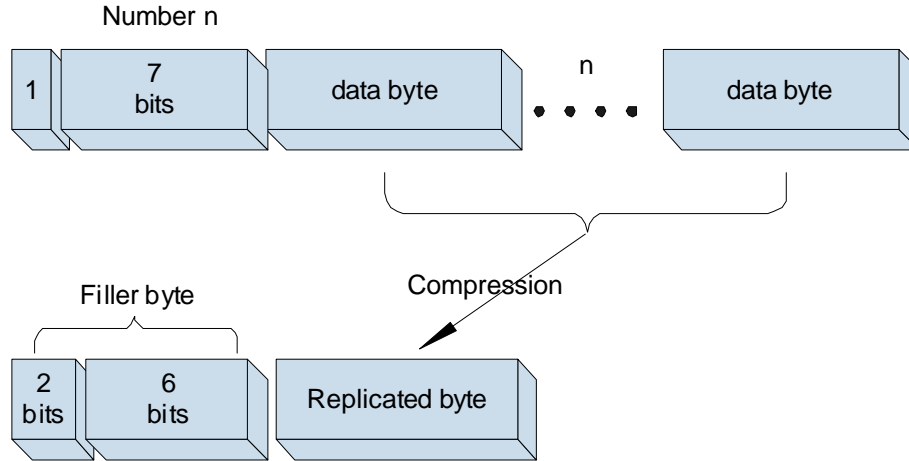 Number n
1
7
bits
data byte
n
data byte
Compression
Filler byte
2
bits
6
bits
Replicated byte